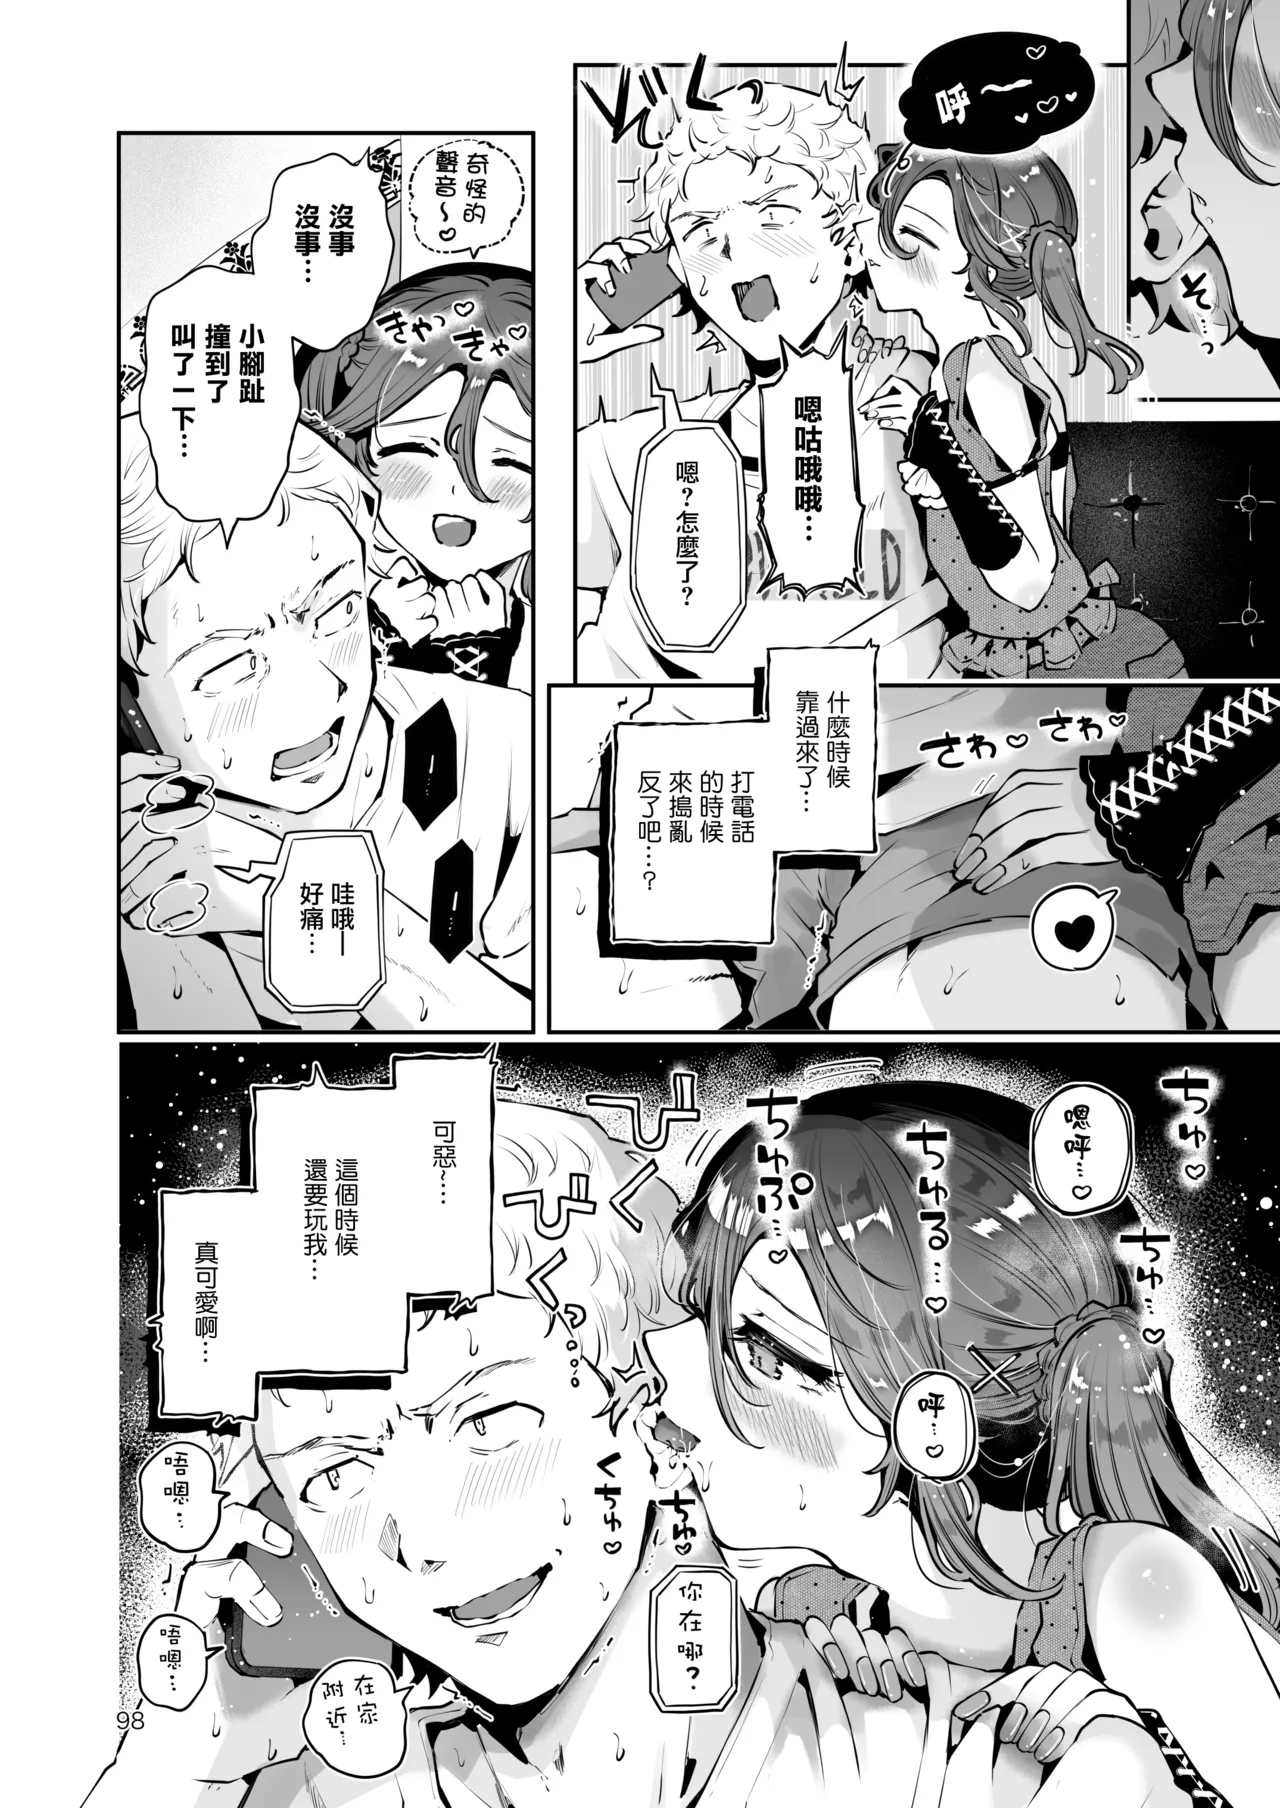 そ…っ
呼～♡♡♡
びくっ
嗯咕哦哦…
嗯？怎麼了？
什麼時候
靠過來了…
打電話
的時候
來搗亂
反了吧…？
さわ♡さわ♡
♥
奇怪的
聲音～♡
きゃっ♡きゃ♡
沒事
沒事…
小腳趾
撞到了
叫了一下…
…
…
哇哦ー
好痛…
ちゅ♡
ちゅ…♡
嗯呼…♡
ちゅる…♡
呼…♡
ちゅぷ…♡
びく
びくっ…
くちゅ♡
ちゅ♡
可惡~…
這個時候
還要玩我…
真可愛啊…
你在哪？
唔嗯…
唔嗯…
在家
附近…
98